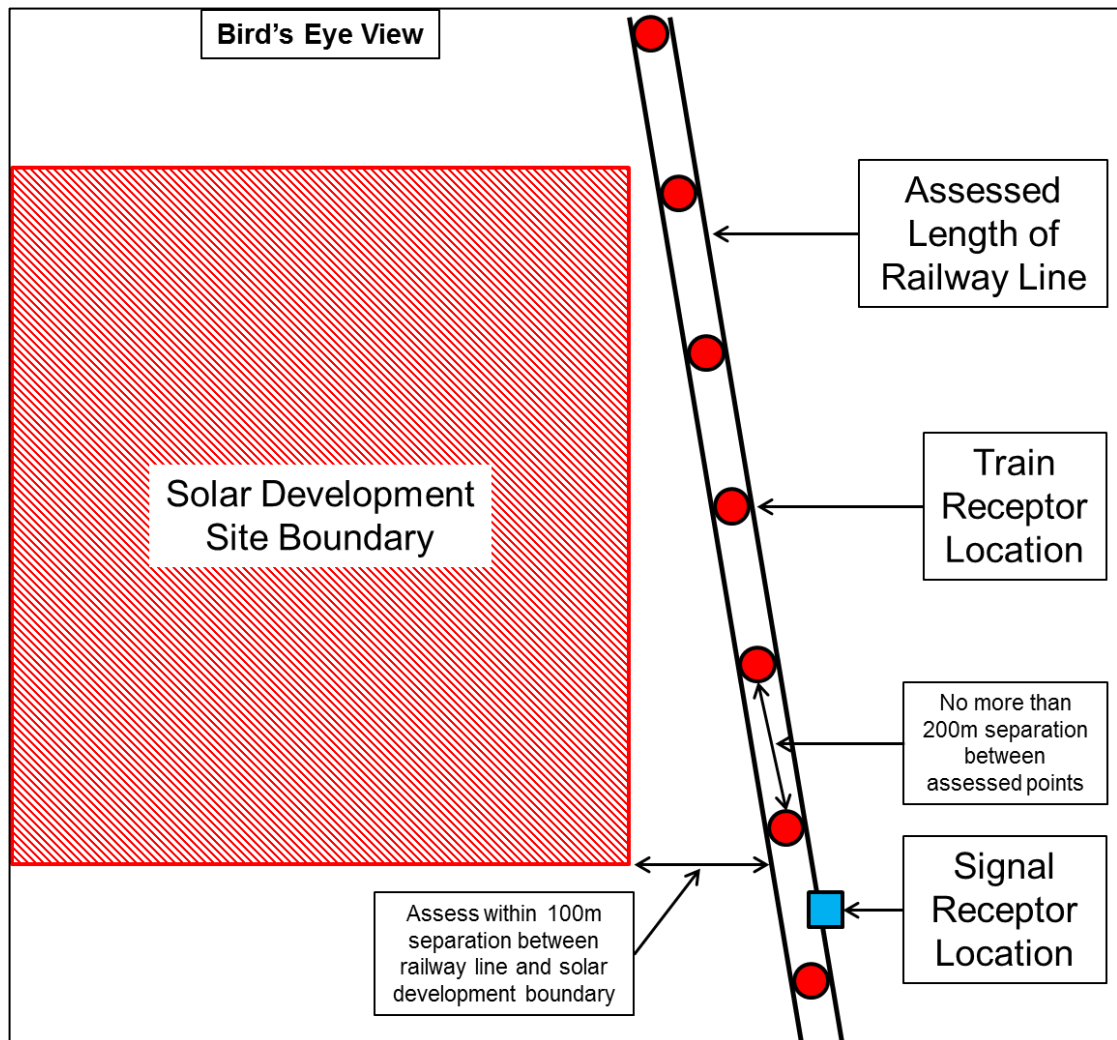 Bird's Eye View
Assessed
Length of
Railway Line
Solar Development
Site Boundary
Train
Receptor
Location
No more than
200m separation
between
assessed points
Assess within 100m
separation between
railway line and solar
development boundary
Signal
Receptor
Location